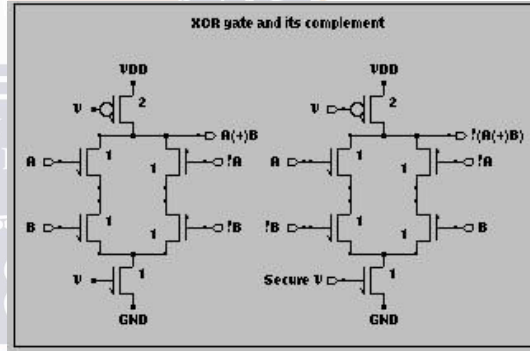 XOR gate and its complement
VDD VDD
V 2 V 2
A(+)B !(A(+)B)
A 1 1 !A A 1 1 !A
B 1 1 !B !B 1 1 B
V 1 Secure V 1
GND GND